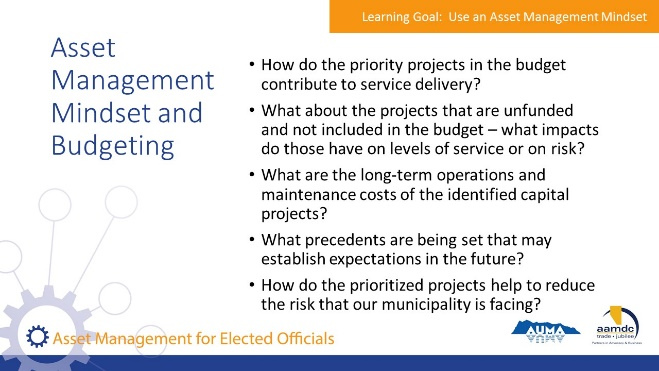 Learning Goal: Use an Asset Management Mindset
Asset
Management
Mindset and
Budgeting
• How do the priority projects in the budget
contribute to service delivery?
• What about the projects that are unfunded
and not included in the budget – what impacts
do those have on levels of service or on risk?
• What are the long-term operations and
maintenance costs of the identified capital
projects?
• What precedents are being set that may
establish expectations in the future?
• How do the prioritized projects help to reduce
the risk that our municipality is facing?
Asset Management for Elected Officials
AUMA
aamdc
trade • jubilee